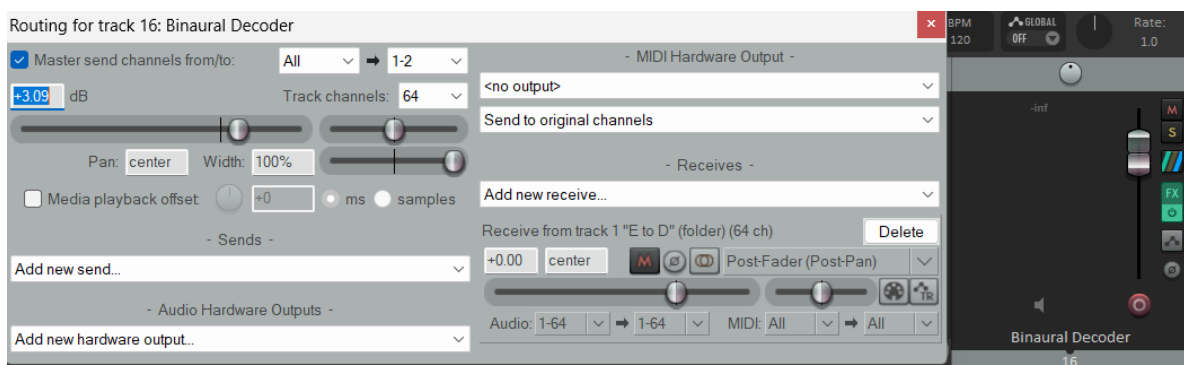 Routing for track 16: Binaural Decoder
Master send channels from/to: All 1-2
+3.09 dB Track channels: 64
Pan: center Width: 100%
Media playback offset: +0 ms samples
- Sends -
Add new send...
- Audio Hardware Outputs -
Add new hardware output...
- MIDI Hardware Output -
<no output>
Send to original channels
- Receives -
Add new receive...
Receive from track 1 "E to D" (folder) (64 ch) Delete
+0.00 center M Post-Fader (Post-Pan)
TR
Audio: 1-64 1-64 MIDI: All All
BPM
120
GLOBAL
OFF
Rate:
1.0
-inf
M
S
FX
Binaural Decoder
16